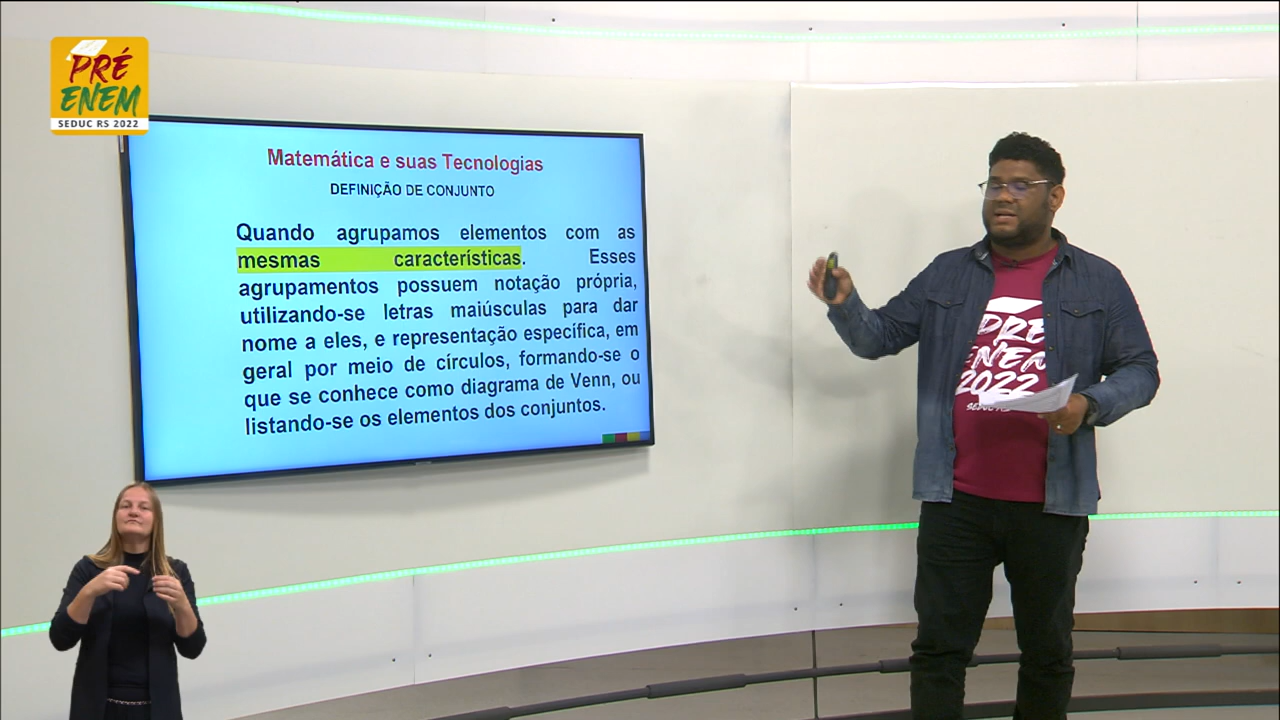 PRÉ
ENEM
SEDUC RS 2022
Matemática e suas Tecnologias
DEFINIÇÃO DE CONJUNTO
Quando agrupamos elementos com as
mesmas características. Esses
agrupamentos possuem notação própria,
utilizando-se letras maiúsculas para dar
nome a eles, e representação específica, em
geral por meio de círculos, formando-se o
que se conhece como diagrama de Venn, ou
listando-se os elementos dos conjuntos.
PRÉ
ENEM
2022
SEDUC RS